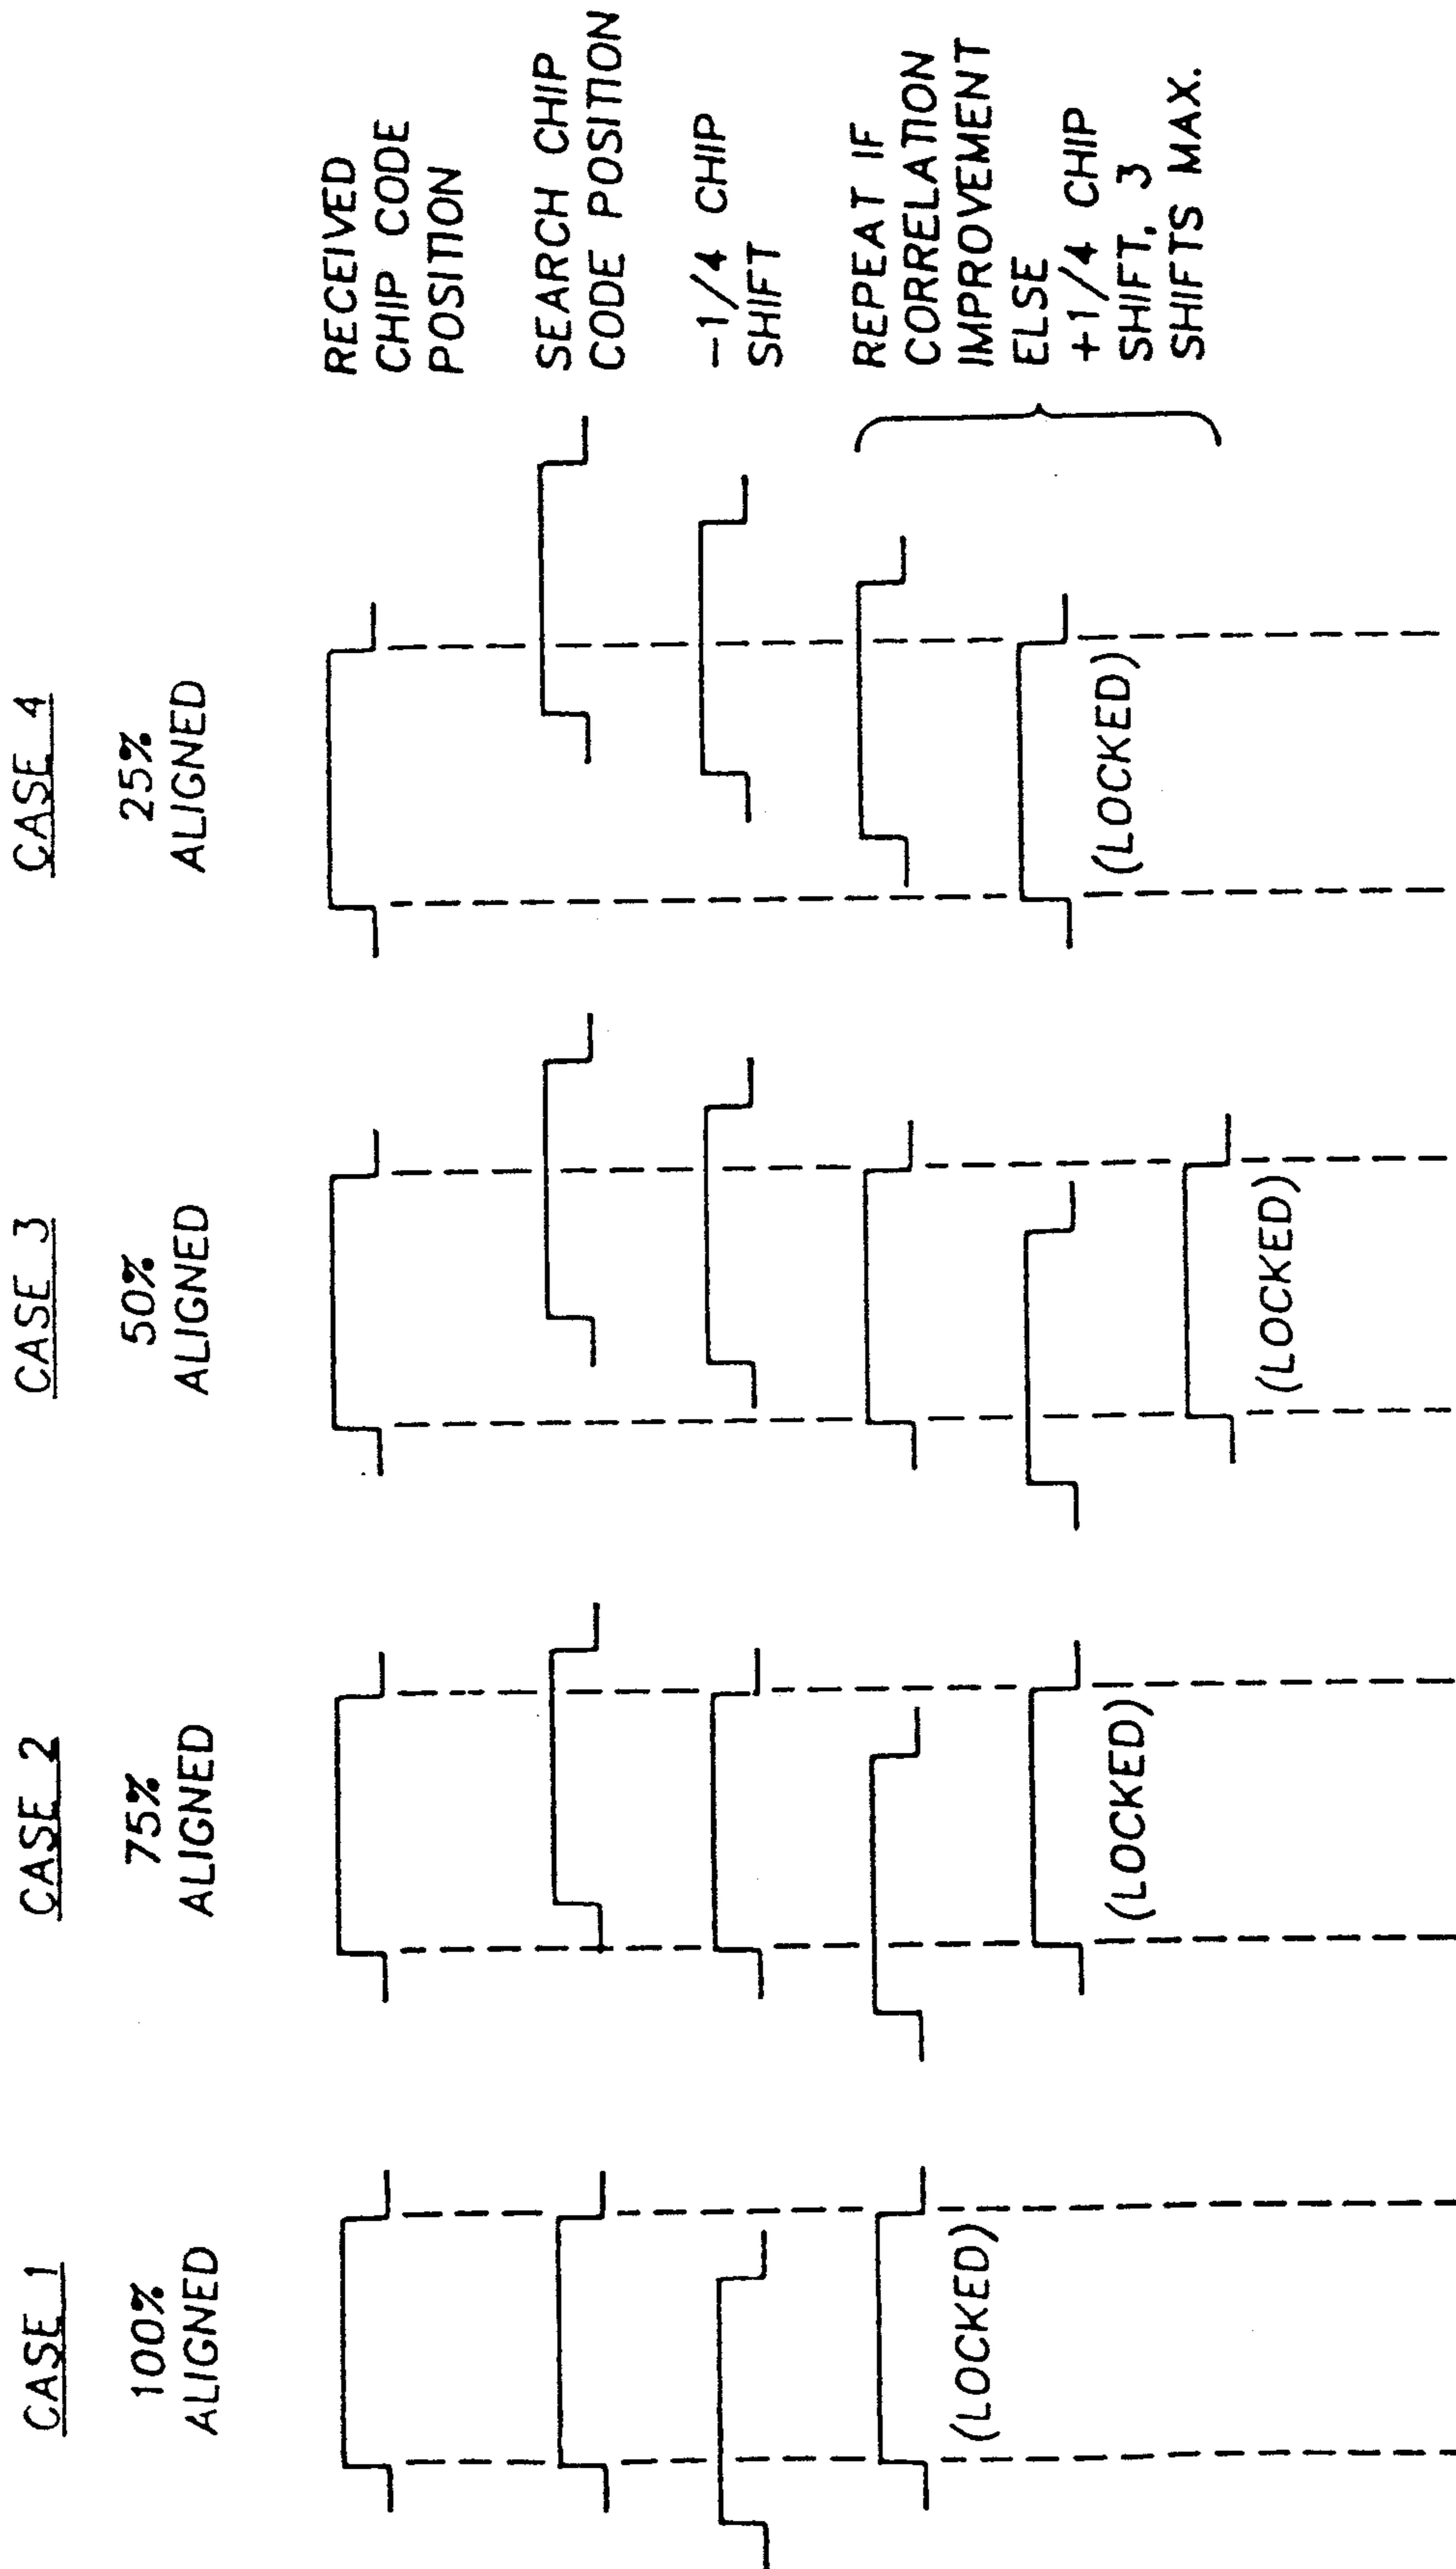 CASE 1
100%
ALIGNED
(LOCKED)
CASE 2
75%
ALIGNED
(LOCKED)
CASE 3
50%
ALIGNED
(LOCKED)
CASE 4
25%
ALIGNED
(LOCKED)
RECEIVED
CHIP CODE
POSITION
SEARCH CHIP
CODE POSITION
-1/4 CHIP
SHIFT
REPEAT IF
CORRELATION
IMPROVEMENT
ELSE
+1/4 CHIP
SHIFT, 3
SHIFTS MAX.